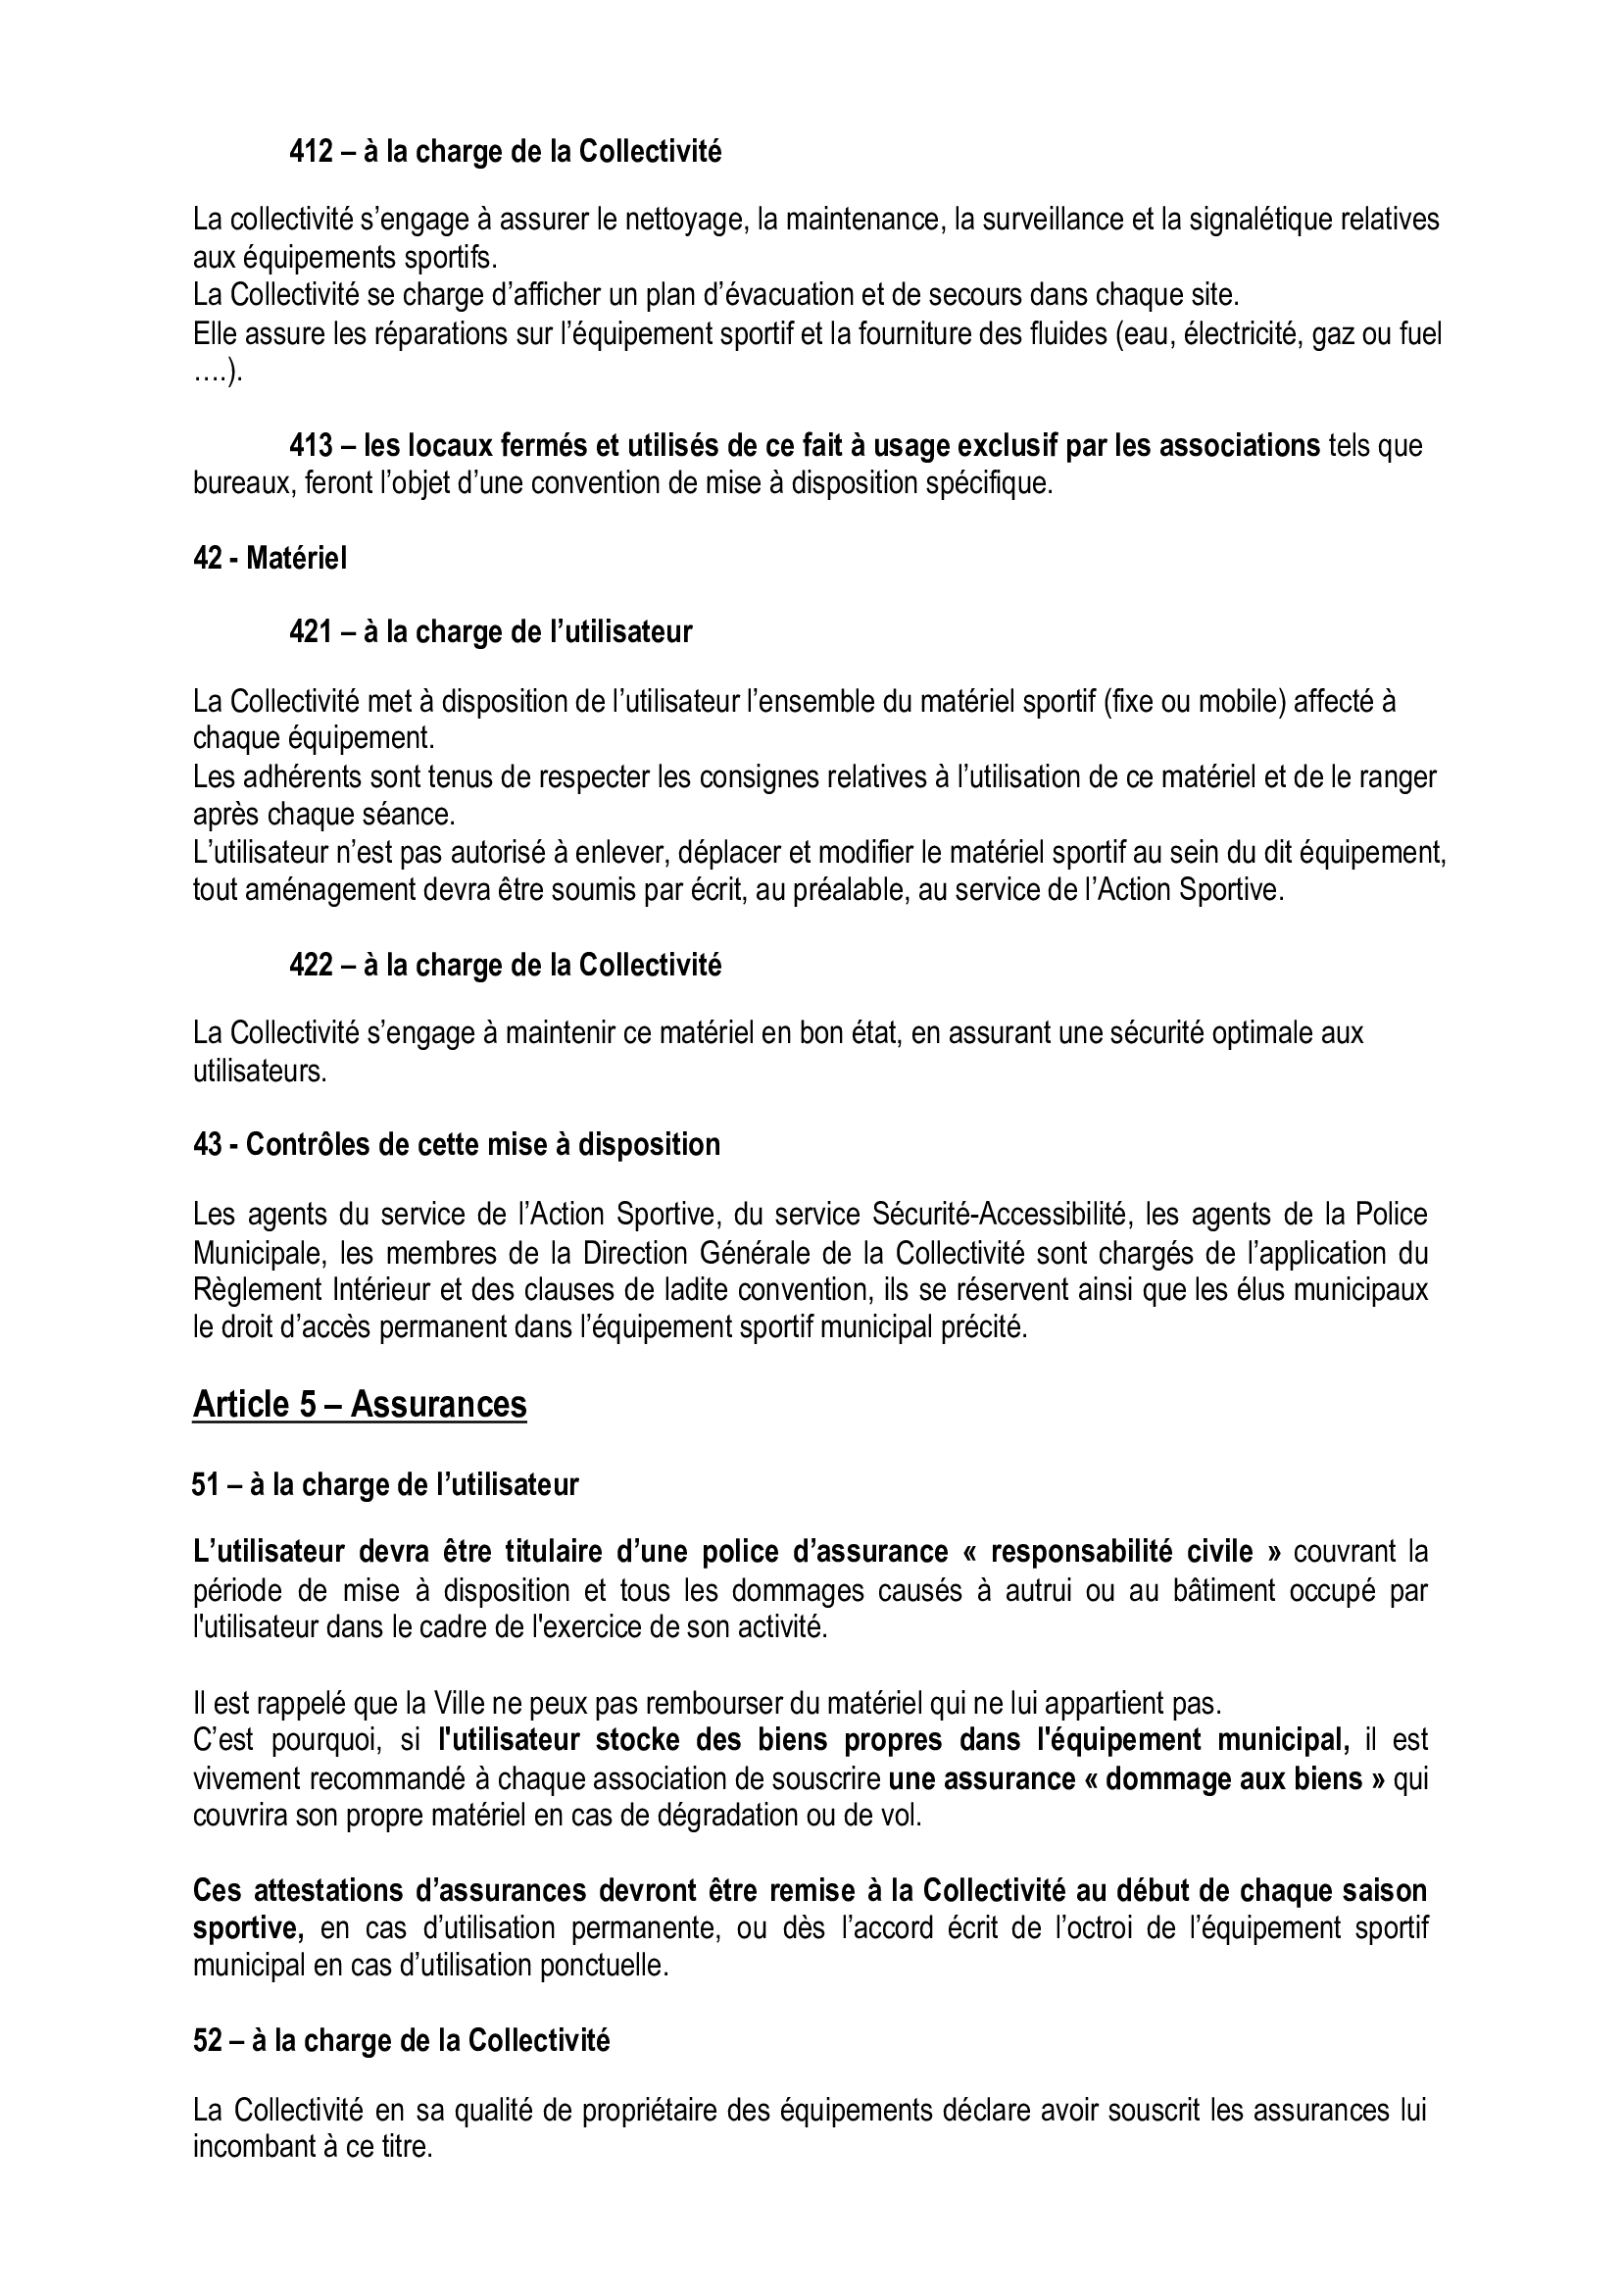 412 – à la charge de la Collectivité
La collectivité s’engage à assurer le nettoyage, la maintenance, la surveillance et la signalétique relatives
aux équipements sportifs.
La Collectivité se charge d’afficher un plan d’évacuation et de secours dans chaque site.
Elle assure les réparations sur l’équipement sportif et la fourniture des fluides (eau, électricité, gaz ou fuel
….).
413 – les locaux fermés et utilisés de ce fait à usage exclusif par les associations tels que
bureaux, feront l’objet d’une convention de mise à disposition spécifique.
42 - Matériel
421 – à la charge de l’utilisateur
La Collectivité met à disposition de l’utilisateur l’ensemble du matériel sportif (fixe ou mobile) affecté à
chaque équipement.
Les adhérents sont tenus de respecter les consignes relatives à l’utilisation de ce matériel et de le ranger
après chaque séance.
L’utilisateur n’est pas autorisé à enlever, déplacer et modifier le matériel sportif au sein du dit équipement,
tout aménagement devra être soumis par écrit, au préalable, au service de l’Action Sportive.
422 – à la charge de la Collectivité
La Collectivité s’engage à maintenir ce matériel en bon état, en assurant une sécurité optimale aux
utilisateurs.
43 - Contrôles de cette mise à disposition
Les agents du service de l’Action Sportive, du service Sécurité-Accessibilité, les agents de la Police
Municipale, les membres de la Direction Générale de la Collectivité sont chargés de l’application du
Règlement Intérieur et des clauses de ladite convention, ils se réservent ainsi que les élus municipaux
le droit d’accès permanent dans l’équipement sportif municipal précité.
Article 5 – Assurances
51 – à la charge de l’utilisateur
L’utilisateur devra être titulaire d’une police d’assurance « responsabilité civile » couvrant la
période de mise à disposition et tous les dommages causés à autrui ou au bâtiment occupé par
l'utilisateur dans le cadre de l'exercice de son activité.
Il est rappelé que la Ville ne peux pas rembourser du matériel qui ne lui appartient pas.
C’est pourquoi, si l'utilisateur stocke des biens propres dans l'équipement municipal, il est
vivement recommandé à chaque association de souscrire une assurance « dommage aux biens » qui
couvrira son propre matériel en cas de dégradation ou de vol.
Ces attestations d’assurances devront être remise à la Collectivité au début de chaque saison
sportive, en cas d’utilisation permanente, ou dès l’accord écrit de l’octroi de l’équipement sportif
municipal en cas d’utilisation ponctuelle.
52 – à la charge de la Collectivité
La Collectivité en sa qualité de propriétaire des équipements déclare avoir souscrit les assurances lui
incombant à ce titre.